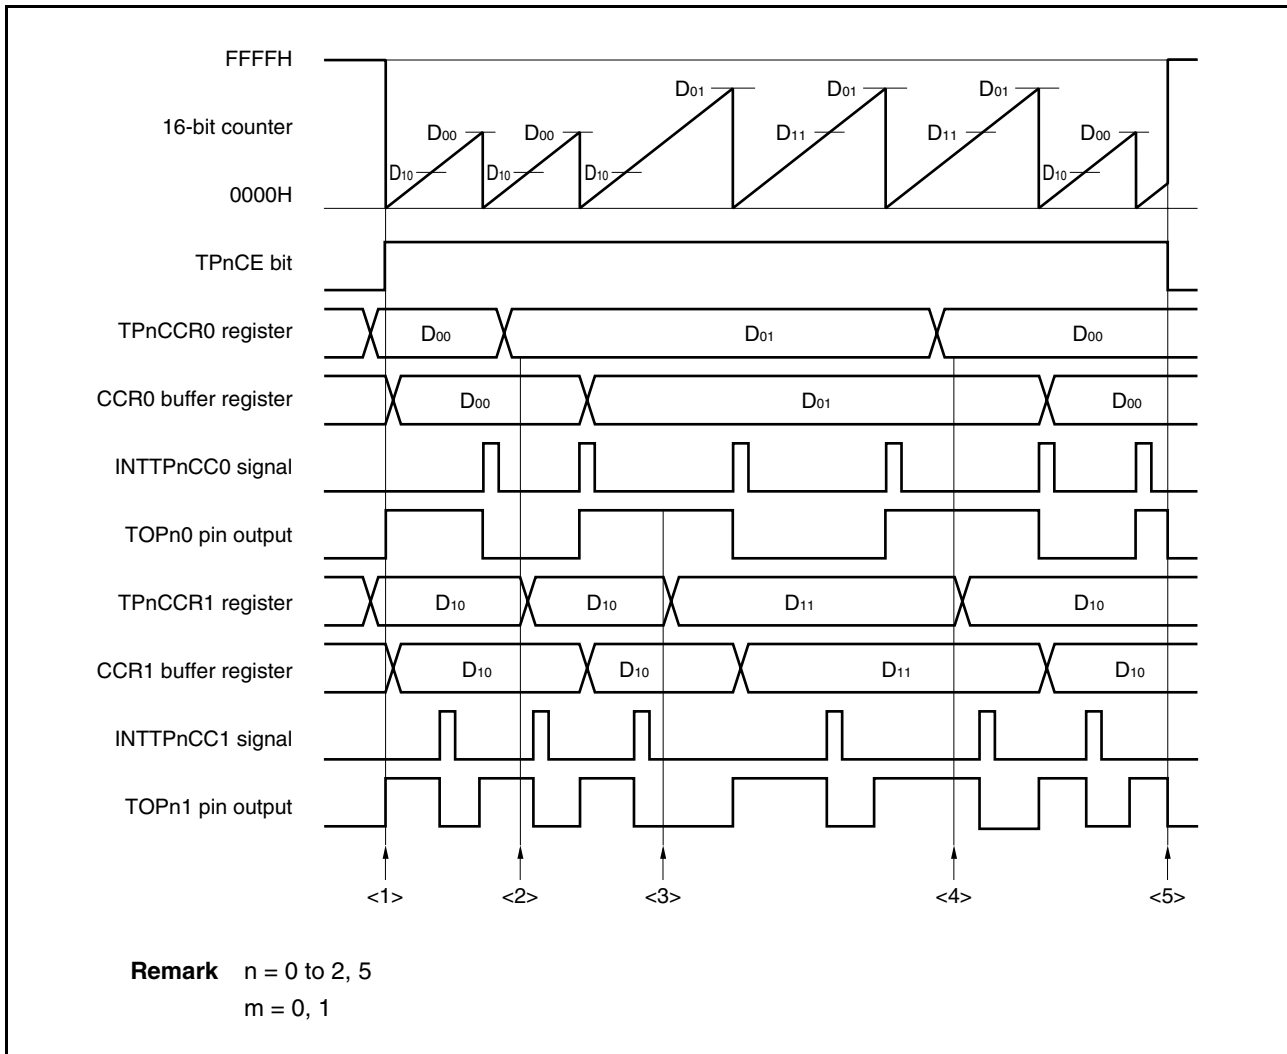 FFFFH
D01 D01 D01
16-bit counter D00 D00 D11 D11 D00
D10 D10 D10 D10
0000H
TPnCE bit
TPnCCR0 register D00 D01 D00
CCR0 buffer register D00 D01 D00
INTTPnCC0 signal
TOPn0 pin output
TPnCCR1 register D10 D10 D11 D10
CCR1 buffer register D10 D10 D11 D10
INTTPnCC1 signal
TOPn1 pin output
<1> <2> <3> <4> <5>
Remark n = 0 to 2, 5
m = 0, 1